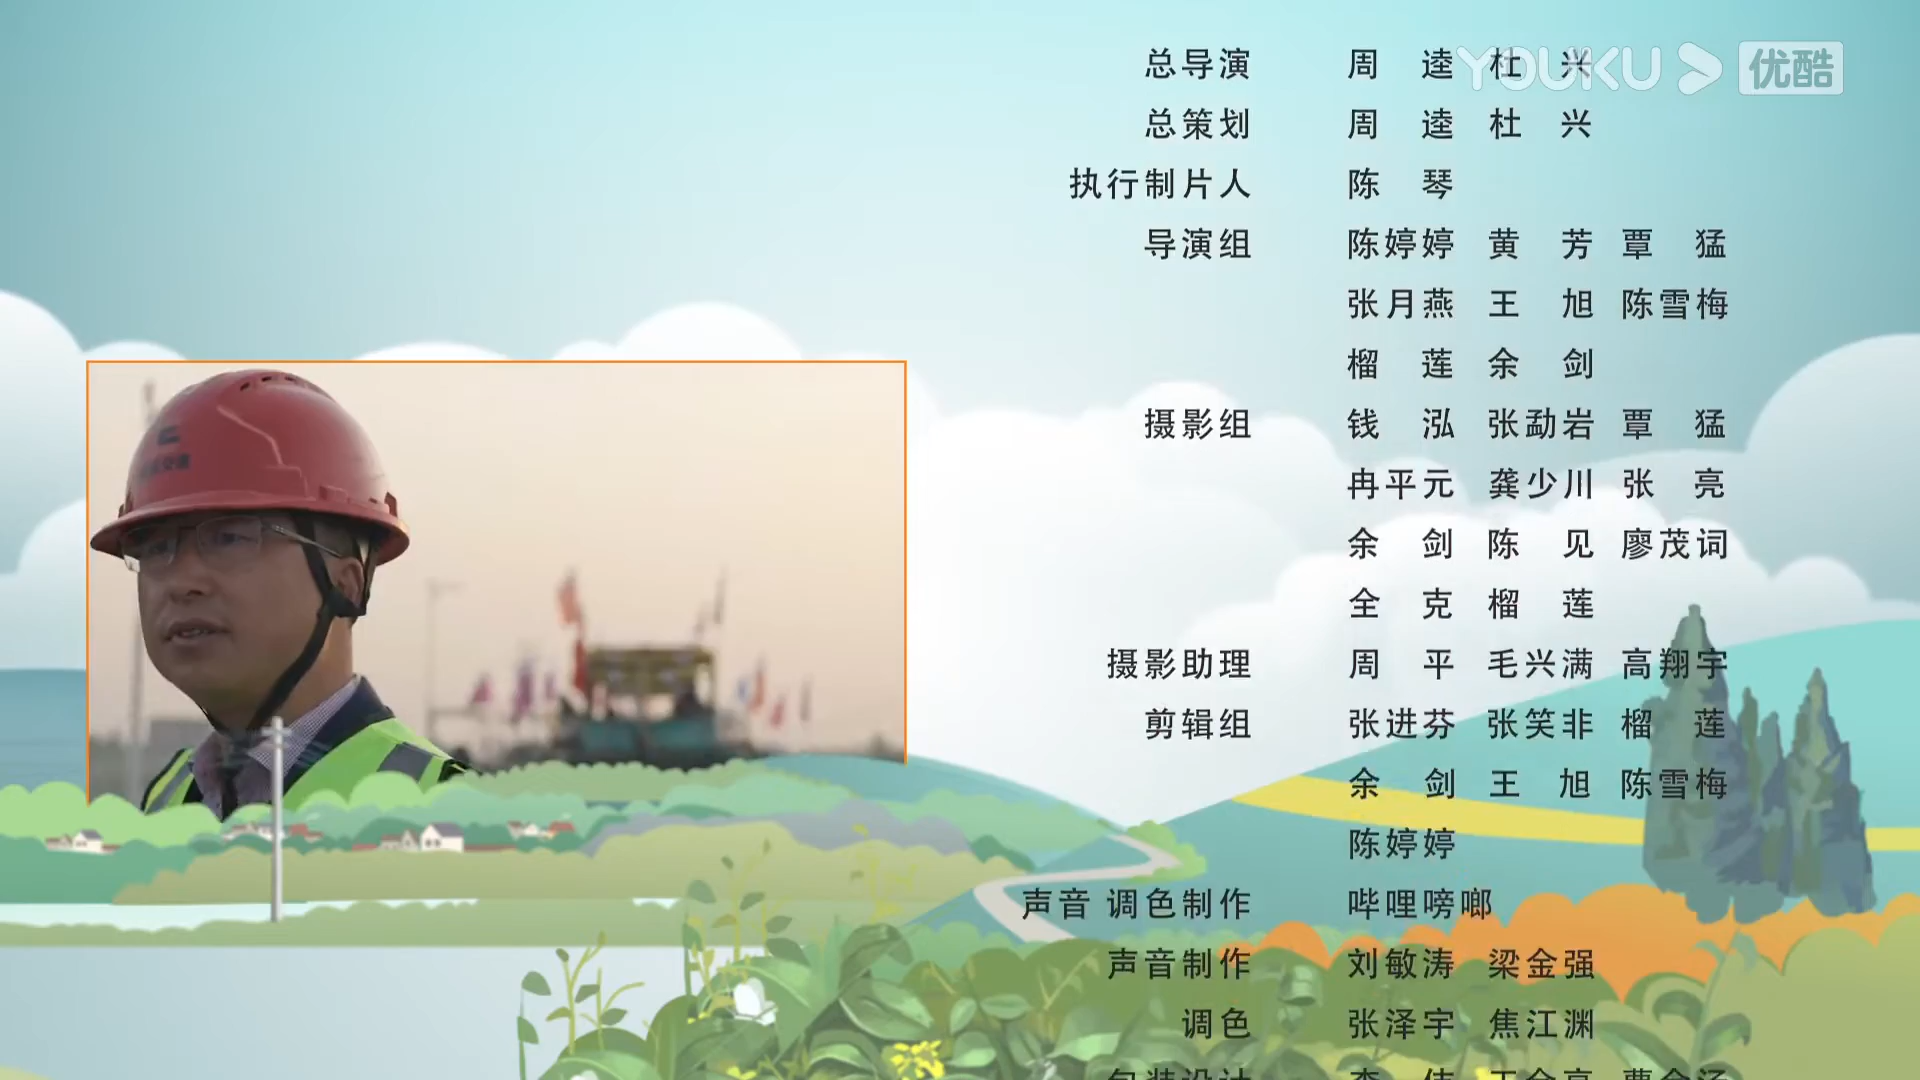 YOUKU 优酷
总导演 周逵 杜兴
总策划 周逵 杜兴
执行制片人 陈琴
导演组 陈婷婷 黄芳 覃猛
张月燕 王旭 陈雪梅
榴莲 余剑
摄影组 钱泓 张勐岩 覃猛
冉平元 龚少川 张亮
余剑 陈见 廖茂词
全克 榴莲
摄影助理 周平 毛兴满 高翔宇
剪辑组 张进芬 张笑非 榴莲
余剑 王旭 陈雪梅
陈婷婷
声音 调色制作 哔哩嗙啷
声音制作 刘敏涛 梁金强
调色 张泽宇 焦江渊